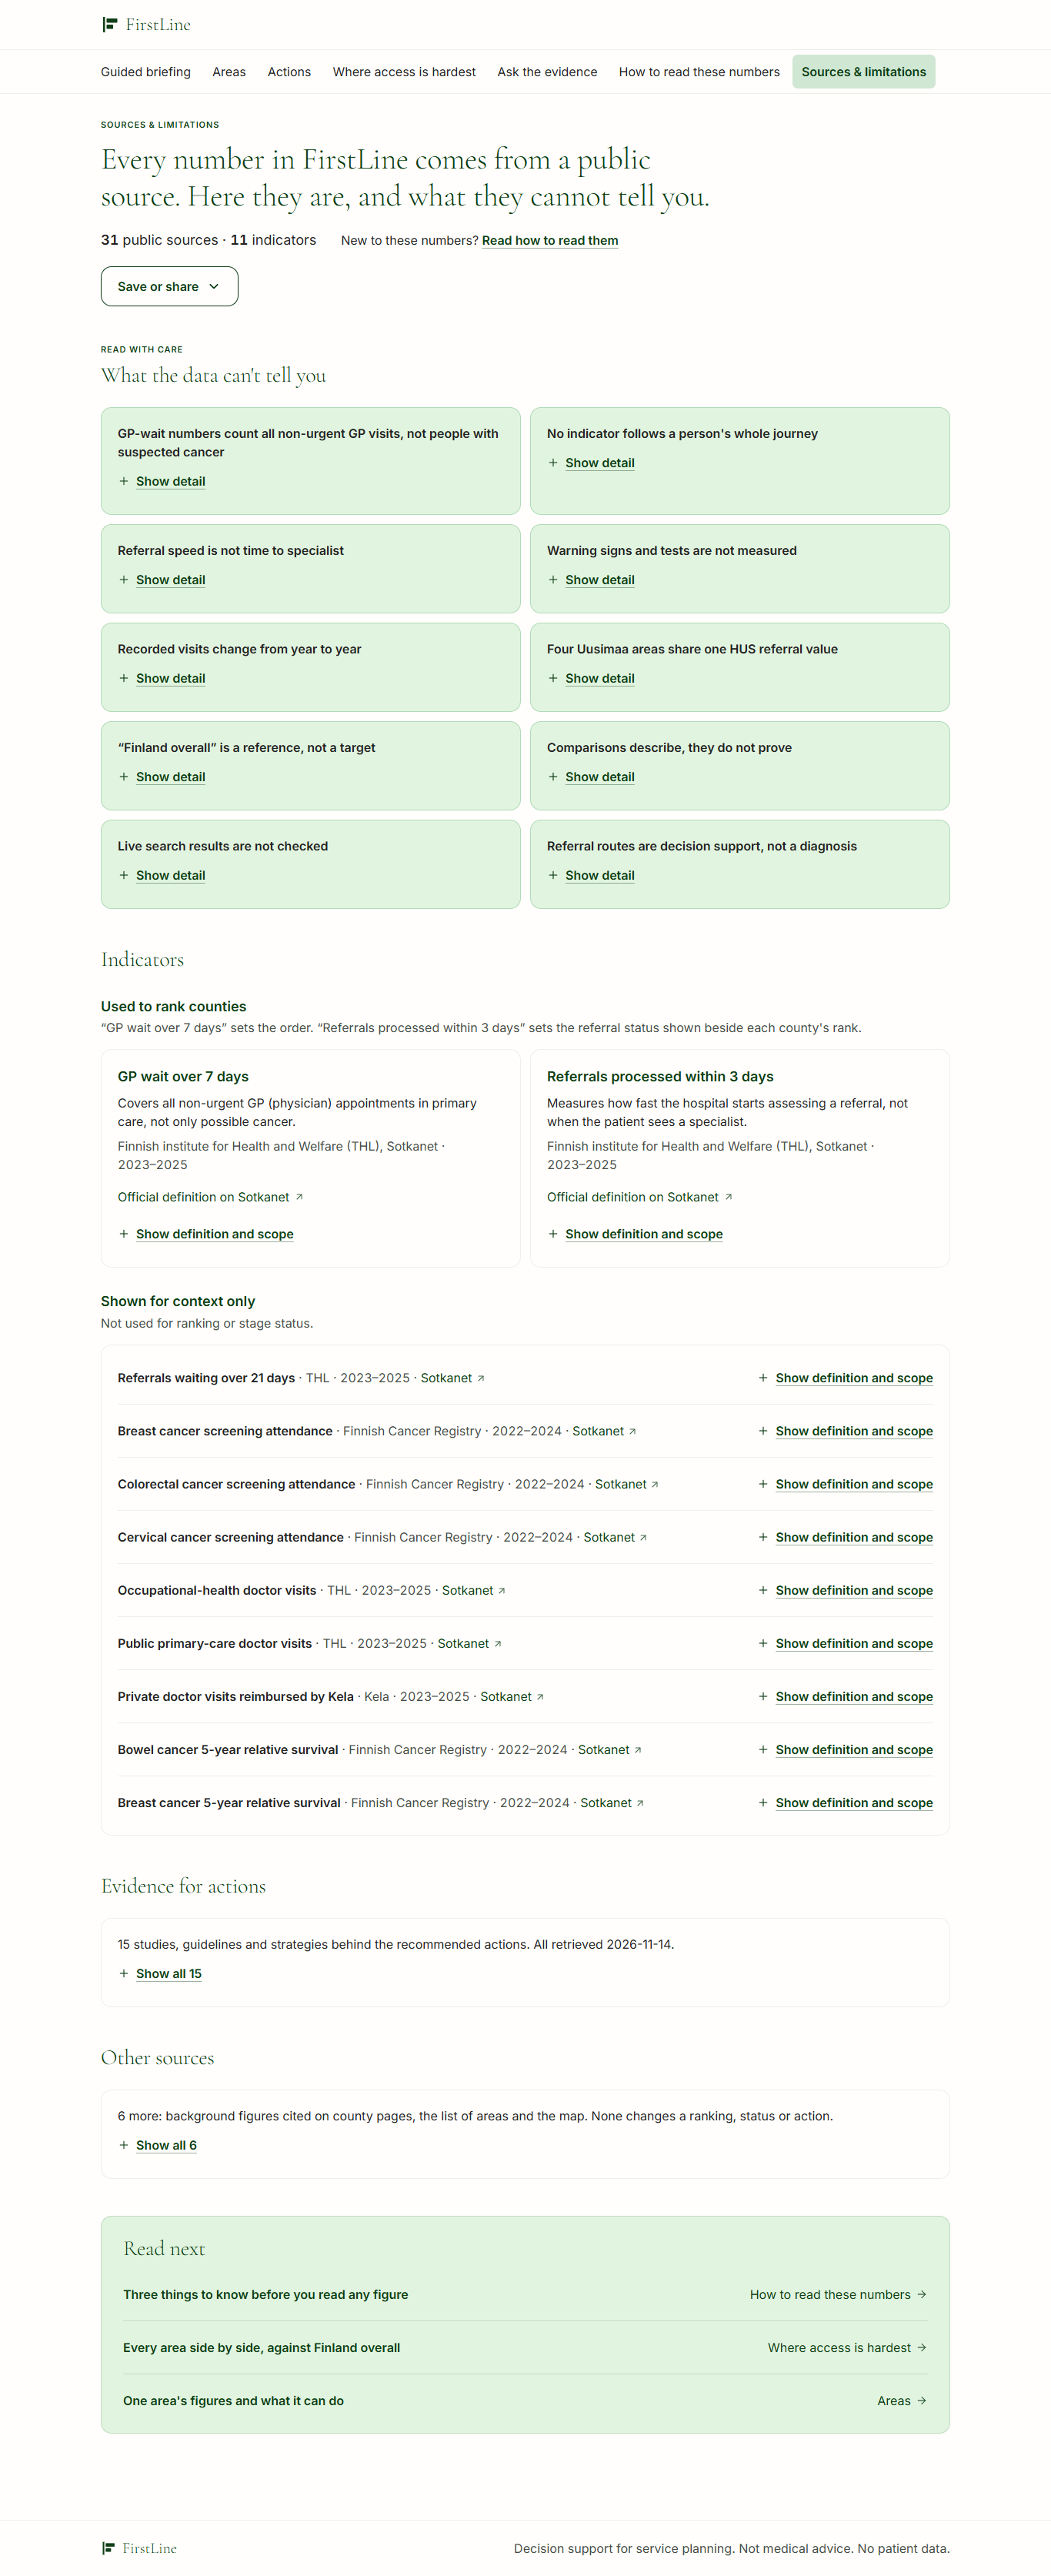 FirstLine
Guided briefing Areas Actions Where access is hardest Ask the evidence How to read these numbers Sources & limitations
SOURCES & LIMITATIONS
Every number in FirstLine comes from a public
source. Here they are, and what they cannot tell you.
31 public sources · 11 indicators New to these numbers? Read how to read them
Save or share
READ WITH CARE
What the data can't tell you
GP-wait numbers count all non-urgent GP visits, not people with
suspected cancer
+ Show detail
No indicator follows a person's whole journey
+ Show detail
Referral speed is not time to specialist
+ Show detail
Warning signs and tests are not measured
+ Show detail
Recorded visits change from year to year
+ Show detail
Four Uusimaa areas share one HUS referral value
+ Show detail
“Finland overall” is a reference, not a target
+ Show detail
Comparisons describe, they do not prove
+ Show detail
Live search results are not checked
+ Show detail
Referral routes are decision support, not a diagnosis
+ Show detail
Indicators
Used to rank counties
“GP wait over 7 days” sets the order. “Referrals processed within 3 days” sets the referral status shown beside each county's rank.
GP wait over 7 days
Covers all non-urgent GP (physician) appointments in primary
care, not only possible cancer.
Finnish institute for Health and Welfare (THL), Sotkanet ·
2023–2025
Official definition on Sotkanet ↗
+ Show definition and scope
Referrals processed within 3 days
Measures how fast the hospital starts assessing a referral, not
when the patient sees a specialist.
Finnish institute for Health and Welfare (THL), Sotkanet ·
2023–2025
Official definition on Sotkanet ↗
+ Show definition and scope
Shown for context only
Not used for ranking or stage status.
Referrals waiting over 21 days · THL · 2023–2025 · Sotkanet ↗ + Show definition and scope
Breast cancer screening attendance · Finnish Cancer Registry · 2022–2024 · Sotkanet ↗ + Show definition and scope
Colorectal cancer screening attendance · Finnish Cancer Registry · 2022–2024 · Sotkanet ↗ + Show definition and scope
Cervical cancer screening attendance · Finnish Cancer Registry · 2022–2024 · Sotkanet ↗ + Show definition and scope
Occupational-health doctor visits · THL · 2023–2025 · Sotkanet ↗ + Show definition and scope
Public primary-care doctor visits · THL · 2023–2025 · Sotkanet ↗ + Show definition and scope
Private doctor visits reimbursed by Kela · Kela · 2023–2025 · Sotkanet ↗ + Show definition and scope
Bowel cancer 5-year relative survival · Finnish Cancer Registry · 2022–2024 · Sotkanet ↗ + Show definition and scope
Breast cancer 5-year relative survival · Finnish Cancer Registry · 2022–2024 · Sotkanet ↗ + Show definition and scope
Evidence for actions
15 studies, guidelines and strategies behind the recommended actions. All retrieved 2026-11-14.
+ Show all 15
Other sources
6 more: background figures cited on county pages, the list of areas and the map. None changes a ranking, status or action.
+ Show all 6
Read next
Three things to know before you read any figure How to read these numbers →
Every area side by side, against Finland overall Where access is hardest →
One area's figures and what it can do Areas →
FirstLine
Decision support for service planning. Not medical advice. No patient data.